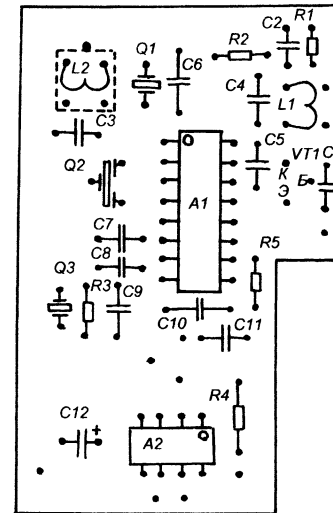 C2 R1
Q1 R2
L2 C6
C4 L1
C3
C5 VT1 C
Q2 К Б
A1 Э
C7
C8 R5
Q3 R3 C9
C10 C11
R4
C12 +
A2